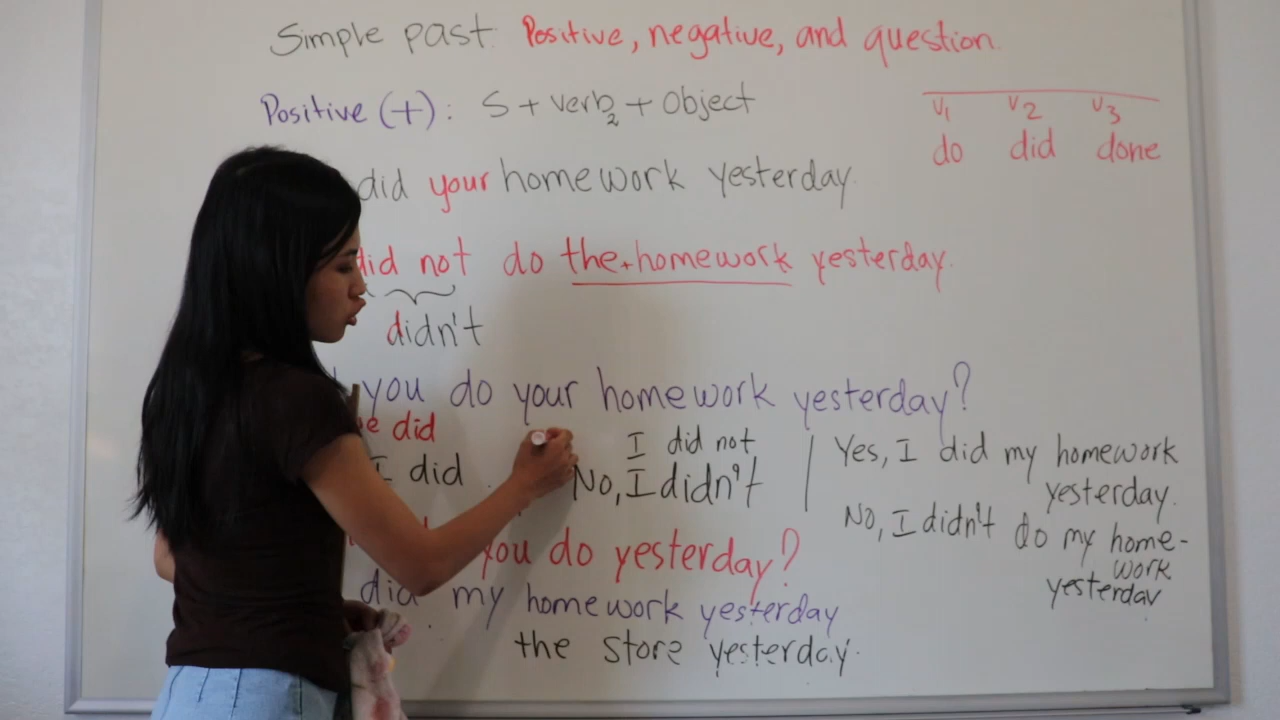 Simple past: Positive, negative, and question.
Positive (+): S + verb2 + Object
V1 V2 V3
do did done
did your homework yesterday.
did not do the + homework yesterday.
didn't
you do your homework yesterday?
did
I did not
I did
No, I didn't
Yes, I did my homework
yesterday.
No, I didn't do my home-
work
yesterday
you do yesterday?
did my homework yesterday
the store yesterday.